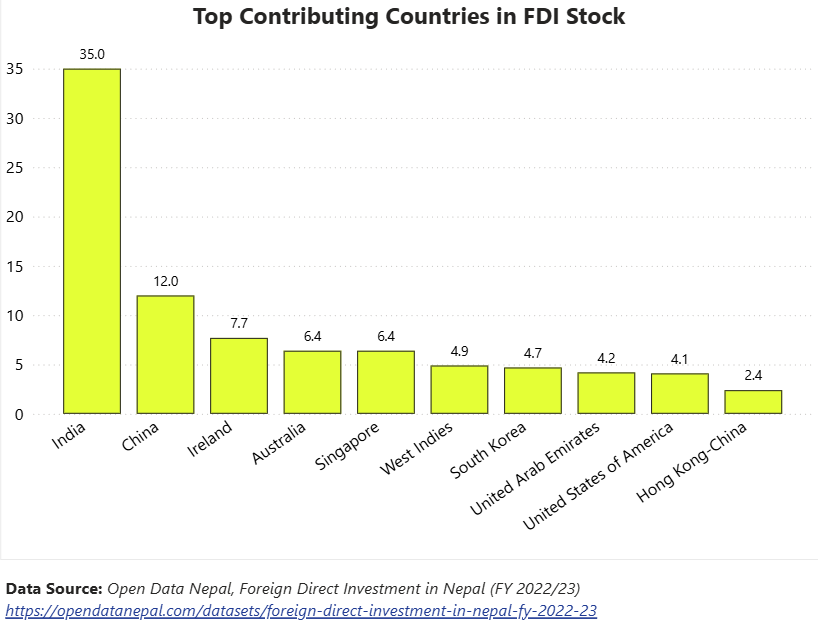 Top Contributing Countries in FDI Stock
35.0
35
30
25
20
15
12.0
10
7.7
6.4
6.4
4.9
4.7
4.2
4.1
2.4
5
0
India
China
Ireland
Australia
Singapore
West Indies
South Korea
United Arab Emirates
United States of America
Hong Kong-China
Data Source: Open Data Nepal, Foreign Direct Investment in Nepal (FY 2022/23)
https://opendatanepal.com/datasets/foreign-direct-investment-in-nepal-fy-2022-23